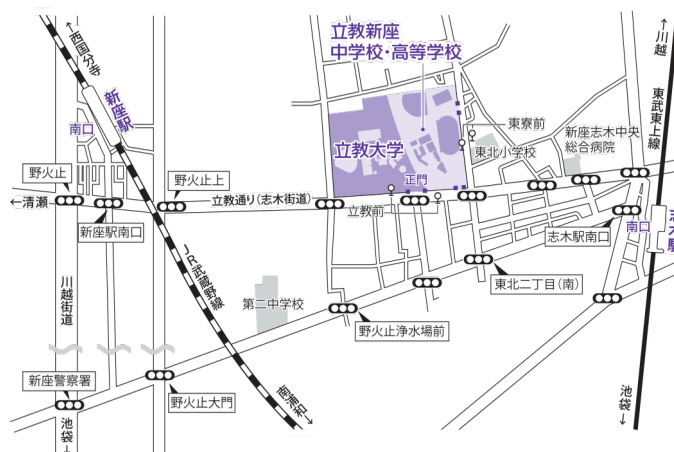 ←西国分寺
新座駅
南口
立教新座
中学校・高等学校
←川越
東武東上線
東寮前
新座志木中央
総合病院
東北小学校
立教大学
正門
野火止
野火止上
立教通り(志木街道)
立教前
←清瀬
新座駅南口
南口
志木駅南口
JR武蔵野線
川越街道
第二中学校
東北二丁目(南)
野火止浄水場前
新座警察署
野火止大門
南浦和→
池袋→
池袋→